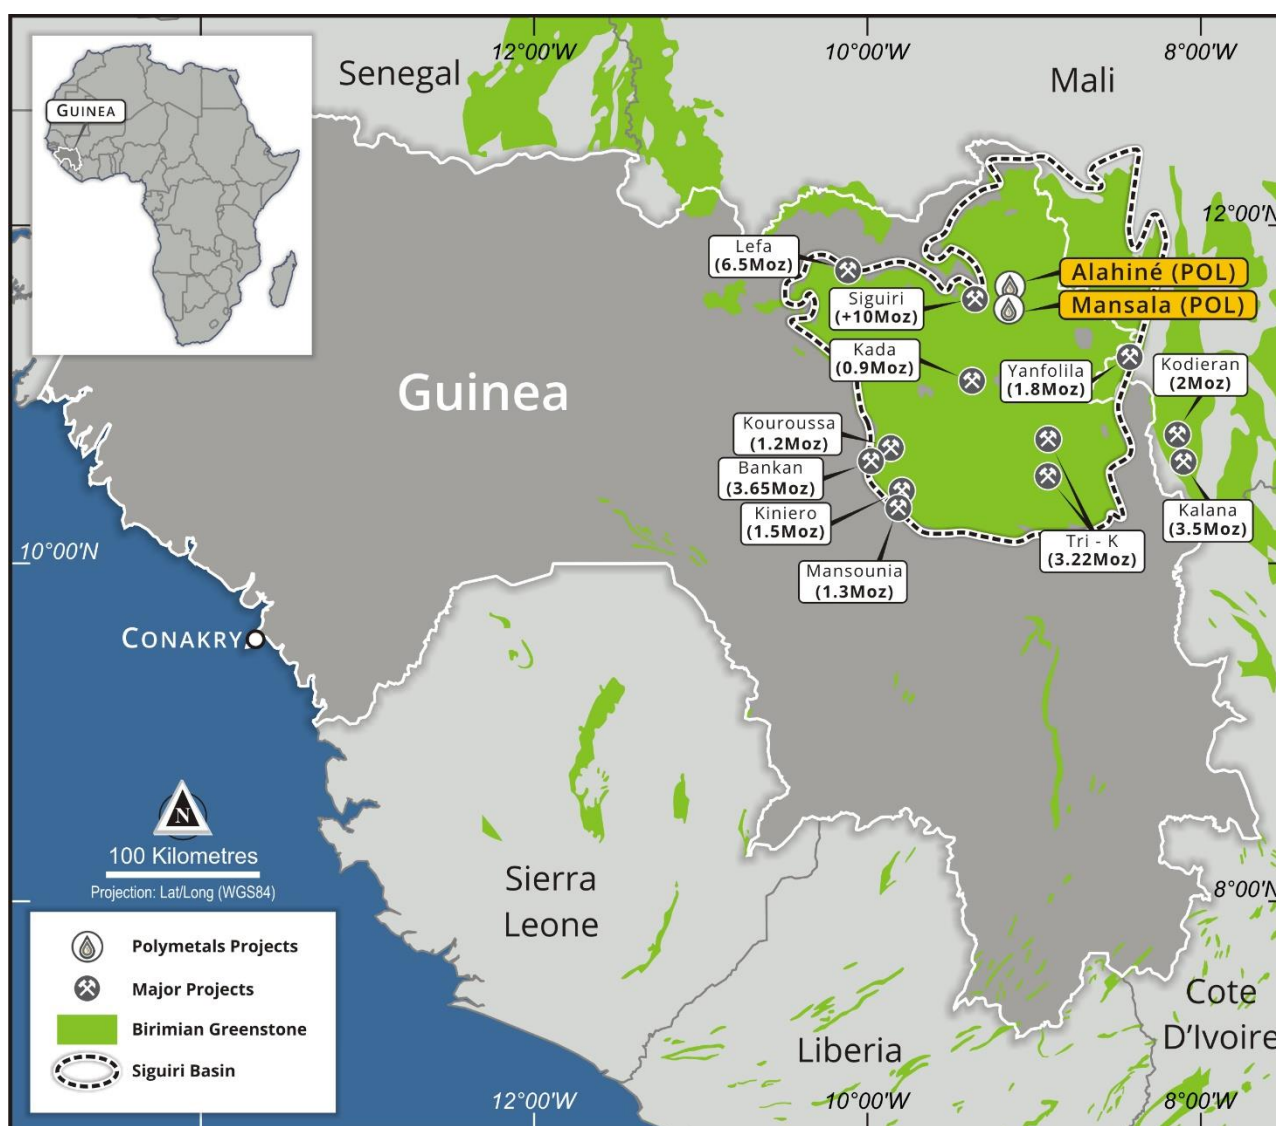 12°00'W
10°00'W
8°00'W
Senegal
Mali
GUINEA
12°00'N
Lefa
(6.5Moz)
Alahiné (POL)
Siguiri
(+10Moz)
Mansala (POL)
Kada
(0.9Moz)
Yanfolila
(1.8Moz)
Kodieran
(2Moz)
Guinea
Kouroussa
(1.2Moz)
Bankan
(3.65Moz)
Kiniero
(1.5Moz)
Kalana
(3.5Moz)
Tri - K
(3.22Moz)
10°00'N
Mansounia
(1.3Moz)
CONAKRY
N
100 Kilometres
Projection: Lat/Long (WGS84)
Sierra
Leone
8°00'N
Polymetals Projects
Major Projects
Birimian Greenstone
Siguiri Basin
Cote
D'Ivoire
Liberia
12°00'W
10°00'W
8°00'W